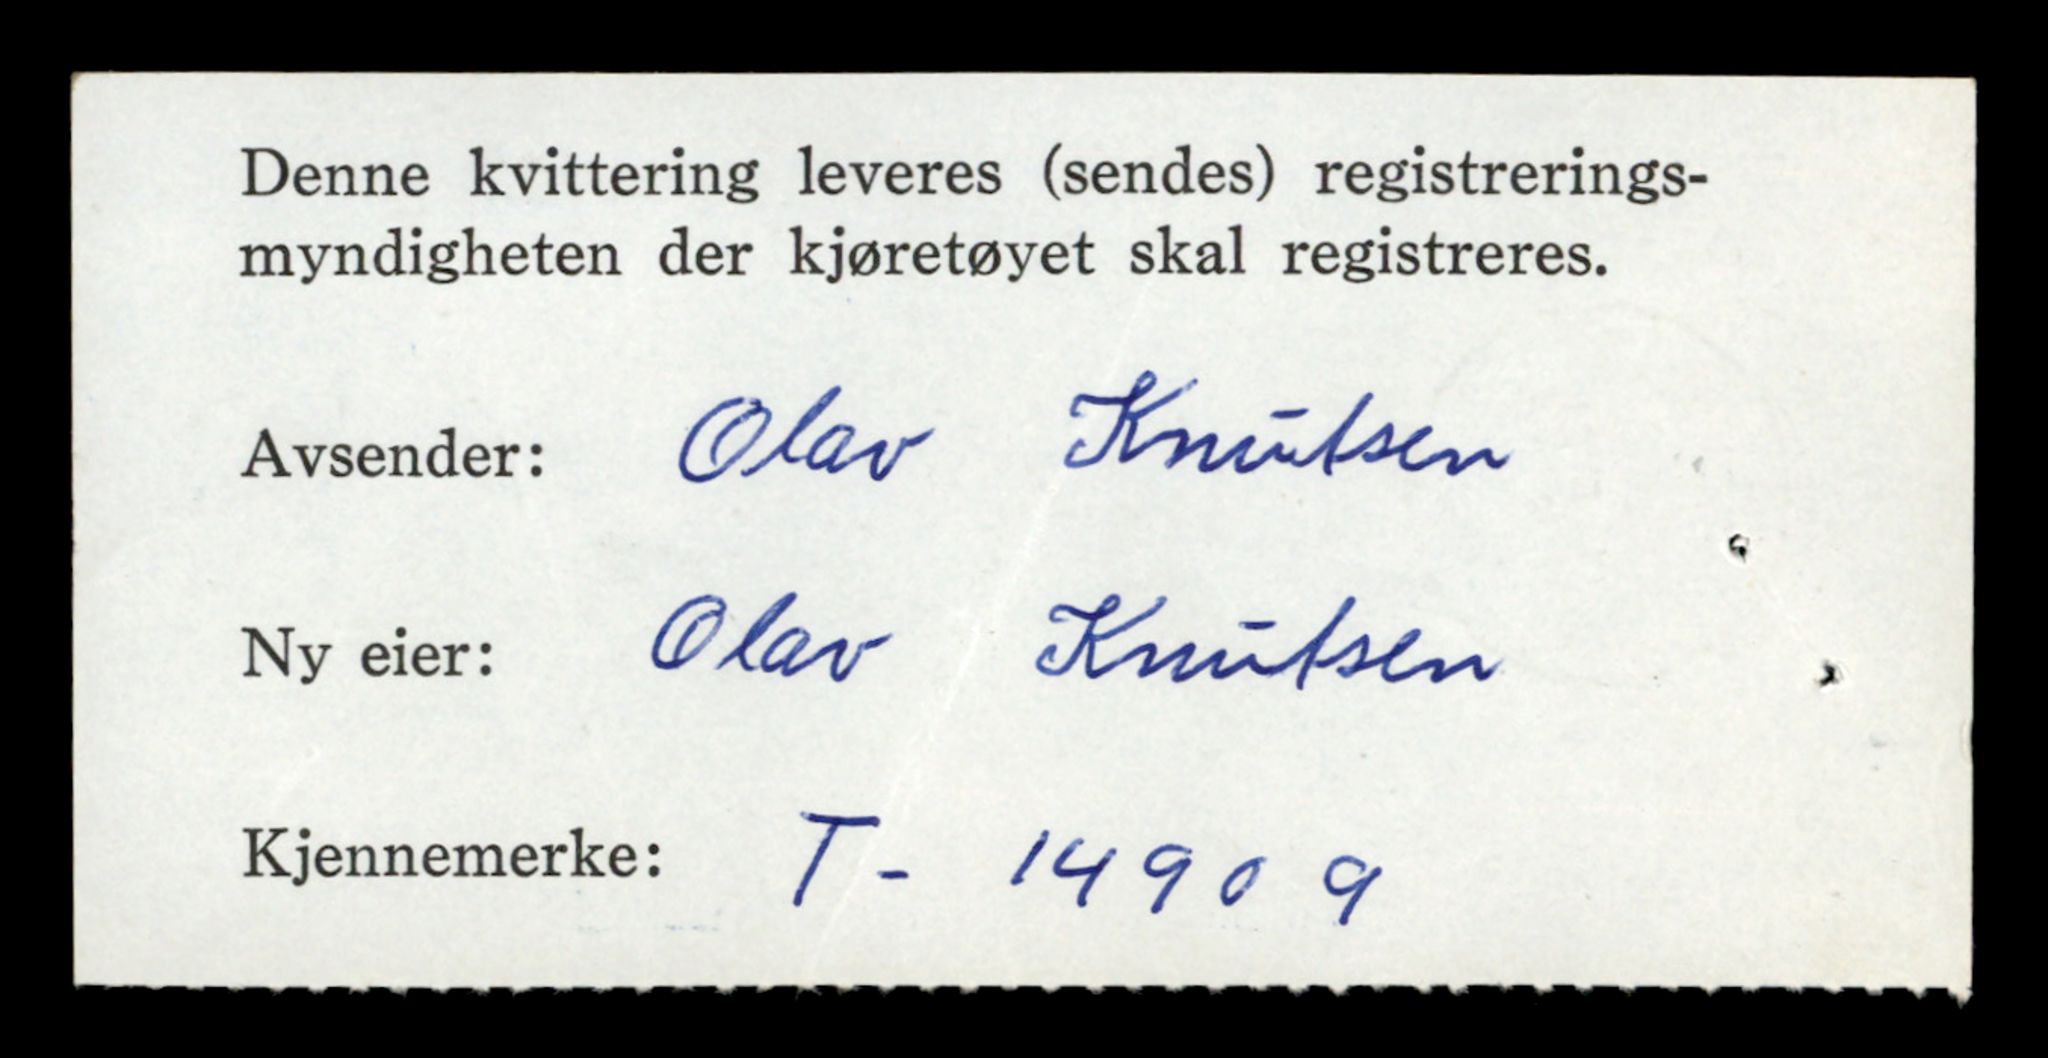 Denne kvittering leveres (sendes) registrerings-
myndigheten der kjøretøyet skal registreres.
Avsender: Olav Knutsen
Ny eier: Olav Knutsen
Kjennemerke: T- 14909